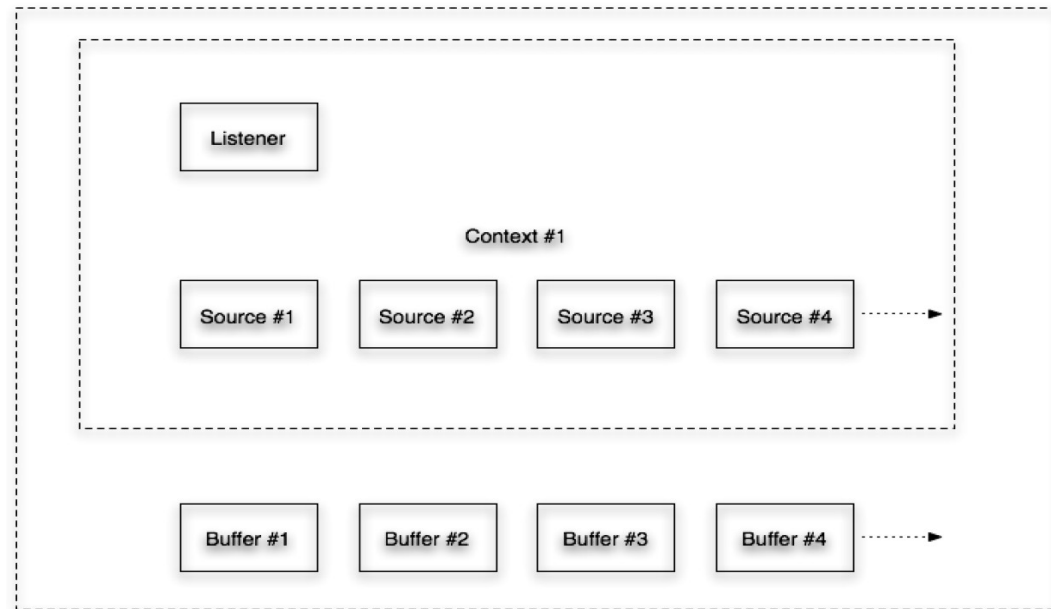 Listener
Context #1
Source #1 Source #2 Source #3 Source #4
Buffer #1 Buffer #2 Buffer #3 Buffer #4